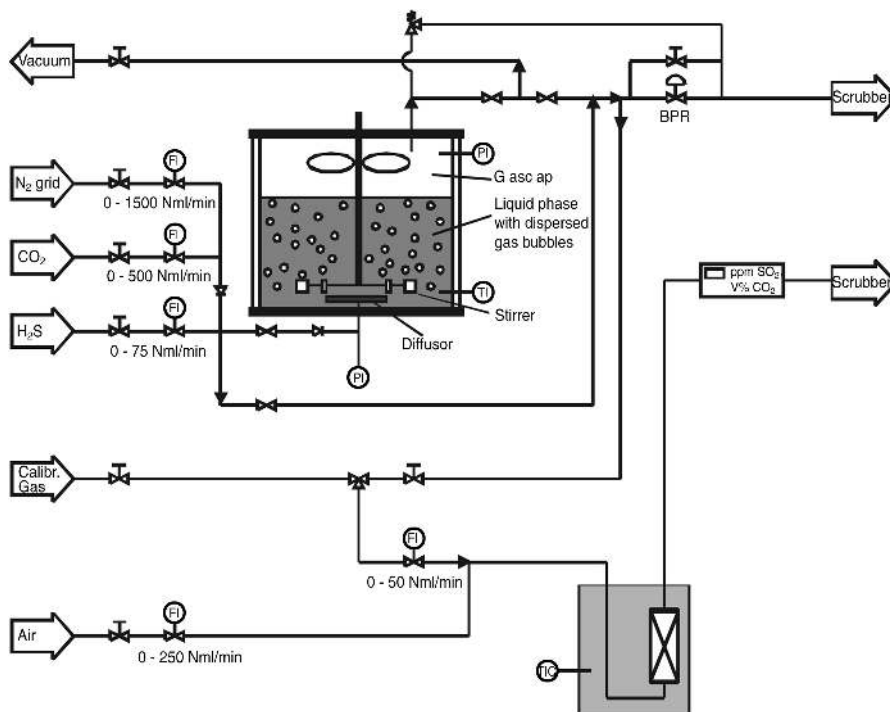 Vacuum
Scrubber
BPR
PI
N₂ grid
FI
0 - 1500 Nml/min
G asc ap
Liquid phase
with dispersed
gas bubbles
CO₂
FI
0 - 500 Nml/min
ppm SO₂
V% CO₂
Scrubber
TI
H₂S
FI
0 - 75 Nml/min
Stirrer
Diffusor
PI
Calibr.
Gas
FI
0 - 50 Nml/min
Air
FI
0 - 250 Nml/min
TIC